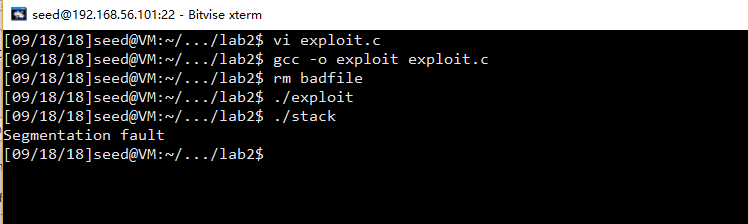 seed@192.168.56.101:22 - Bitvise xterm
[09/18/18]seed@VM:~/.../lab2$ vi exploit.c
[09/18/18]seed@VM:~/.../lab2$ gcc -o exploit exploit.c
[09/18/18]seed@VM:~/.../lab2$ rm badfile
[09/18/18]seed@VM:~/.../lab2$ ./exploit
[09/18/18]seed@VM:~/.../lab2$ ./stack
Segmentation fault
[09/18/18]seed@VM:~/.../lab2$